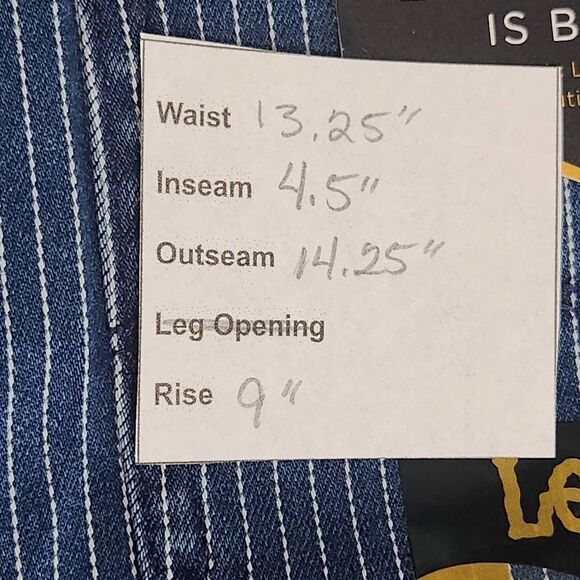 IS B
L
Waist 13.25"
Inseam 4.5"
Outseam 14.25"
Leg Opening
Rise 9"
Le